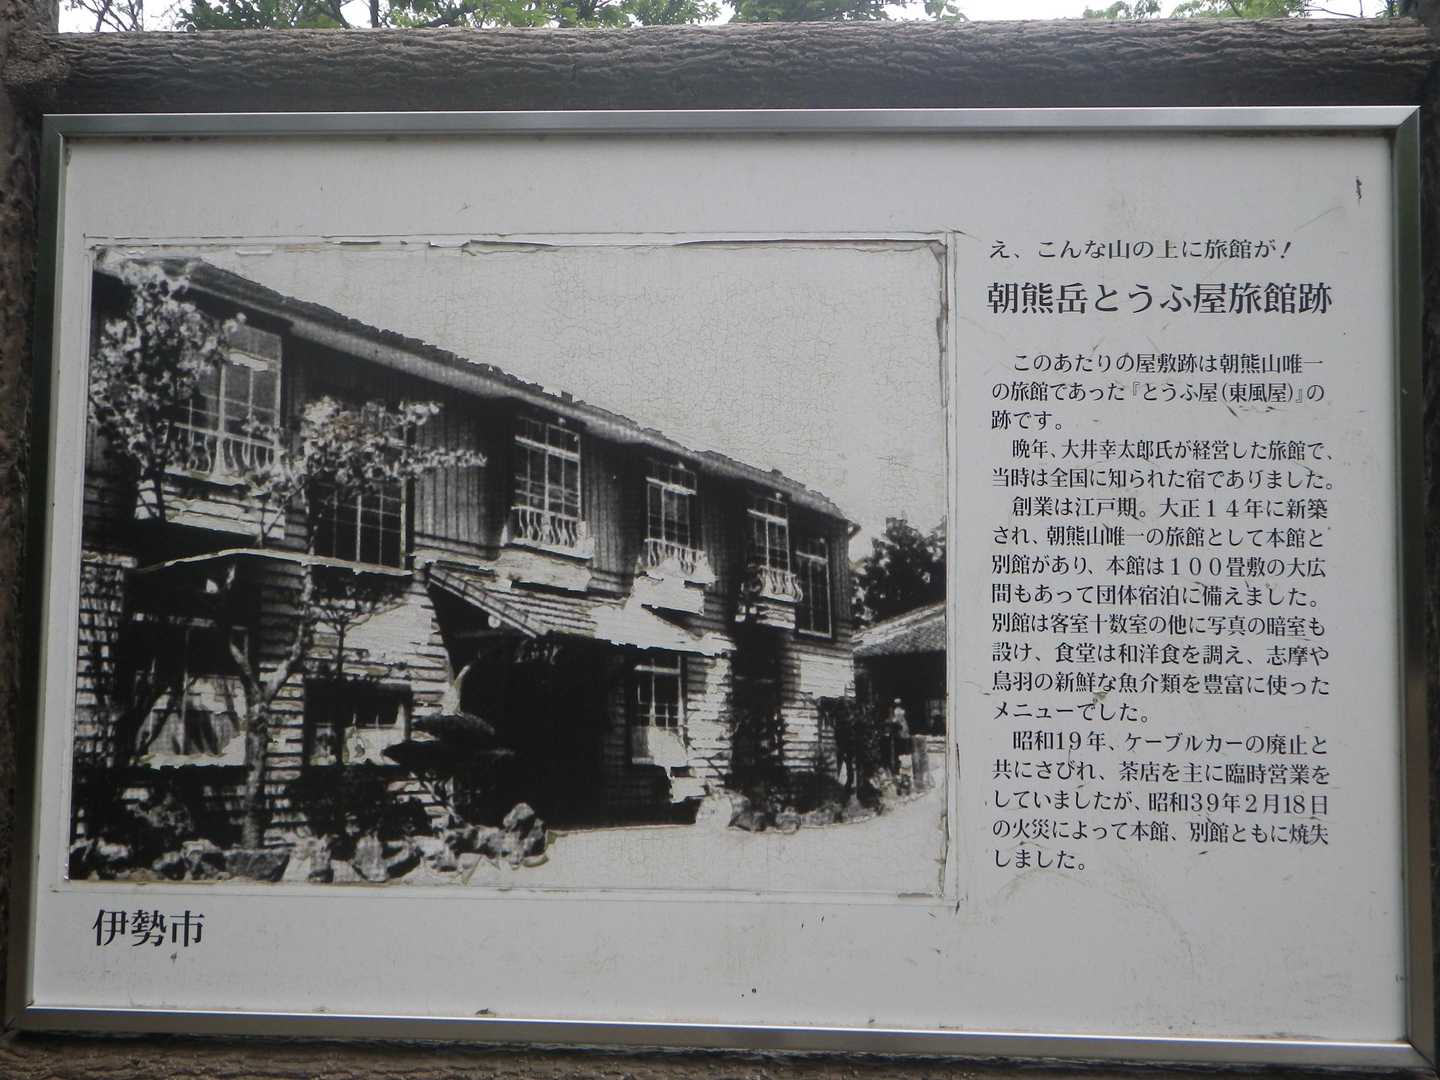 え、こんな山の上に旅館が！
朝熊岳とうふ屋旅館跡
このあたりの屋敷跡は朝熊山唯一
の旅館であった『とうふ屋(東風屋)』の
跡です。
晩年、大井幸太郎氏が経営した旅館で、
当時は全国に知られた宿でありました。
創業は江戸期。大正１４年に新築
され、朝熊山唯一の旅館として本館と
別館があり、本館は１００畳敷の大広
間もあって団体宿泊に備えました。
別館は客室十数室の他に写真の暗室も
設け、食堂は和洋食を調え、志摩や
鳥羽の新鮮な魚介類を豊富に使った
メニューでした。
昭和19年、ケーブルカーの廃止と
共にさびれ、茶店を主に臨時営業を
していましたが、昭和39年2月18日
の火災によって本館、別館ともに焼失
しました。
伊勢市